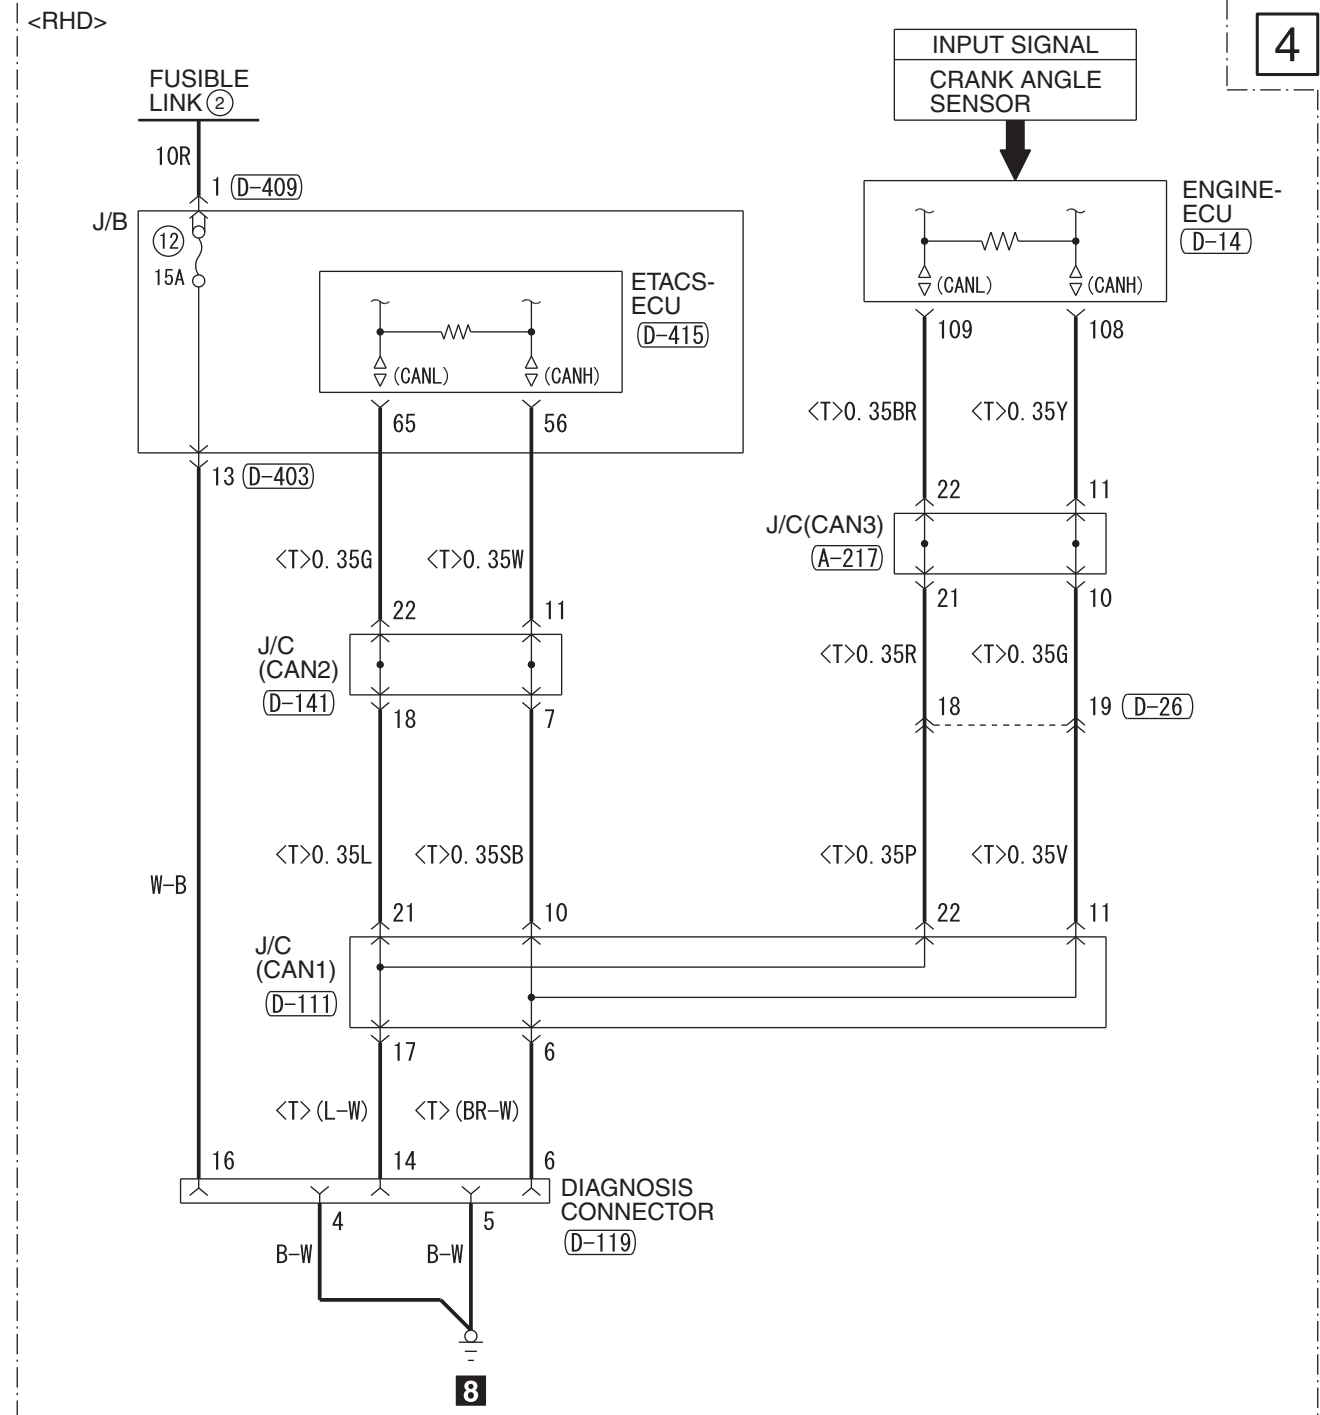 <RHD>
4
INPUT SIGNAL
CRANK ANGLE
SENSOR
FUSIBLE
LINK 2
10R
1 D-409
J/B
12
15A
ETACS-
ECU
D-415
(CANL)
(CANH)
65
56
13 D-403
ENGINE-
ECU
D-14
(CANL)
(CANH)
109
108
<T>0.35BR
<T>0.35Y
22
11
J/C(CAN3)
A-217
21
10
<T>0.35G
<T>0.35W
22
11
J/C
(CAN2)
D-141
18
7
<T>0.35R
<T>0.35G
18
19 D-26
<T>0.35L
<T>0.35SB
<T>0.35P
<T>0.35V
W-B
21
10
22
11
J/C
(CAN1)
D-111
17
6
<T>(L-W)
<T>(BR-W)
16
14
6
DIAGNOSIS
CONNECTOR
D-119
4
5
B-W
B-W
8